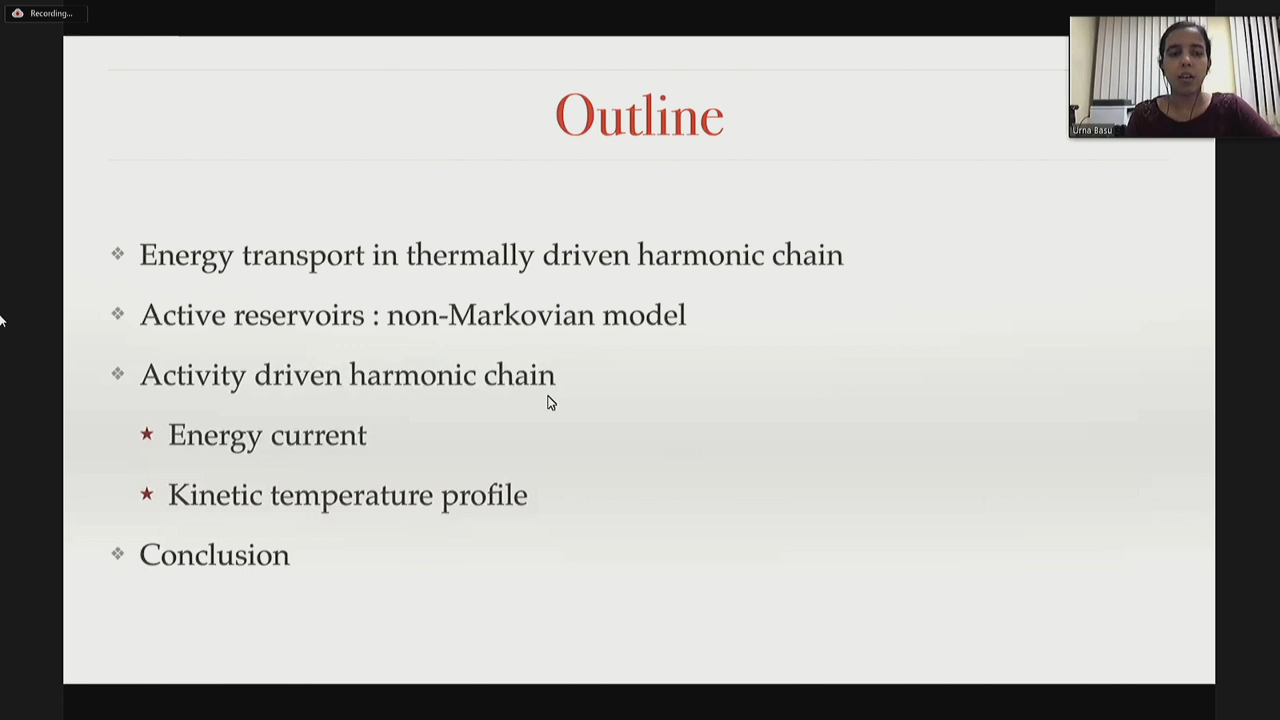 Recording...
Outline
Urna Basu
Energy transport in thermally driven harmonic chain
Active reservoirs : non-Markovian model
Activity driven harmonic chain
Energy current
Kinetic temperature profile
Conclusion